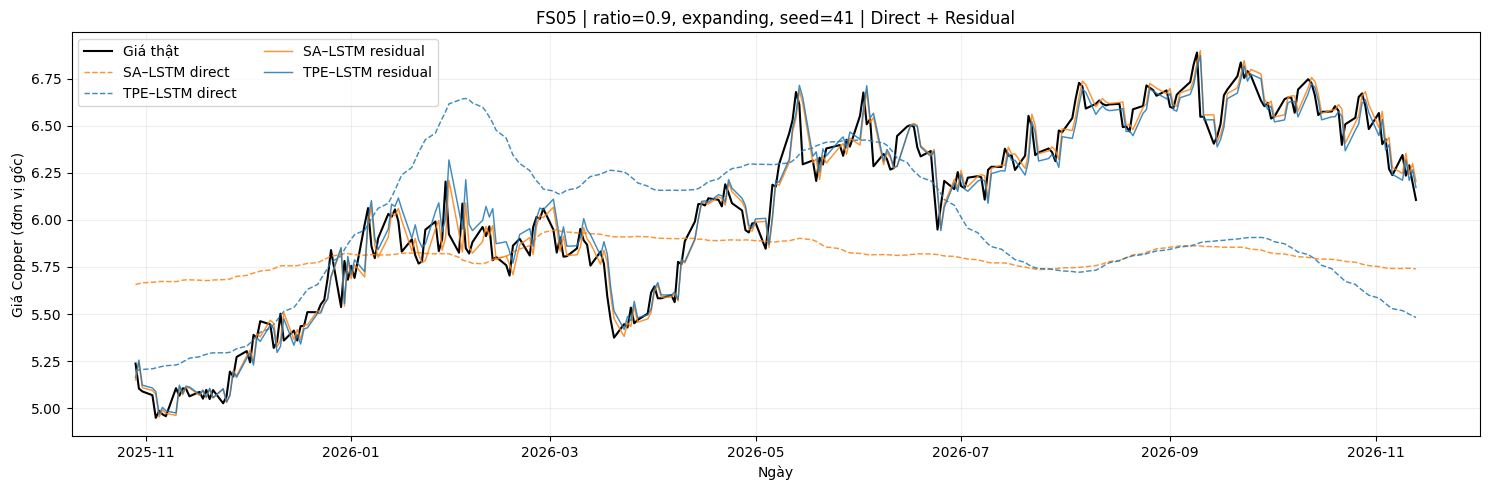 FS05 | ratio=0.9, expanding, seed=41 | Direct + Residual
Giá thật
SA–LSTM direct
TPE–LSTM direct
SA–LSTM residual
TPE–LSTM residual
Giá Copper (đơn vị gốc)
6.75
6.50
6.25
6.00
5.75
5.50
5.25
5.00
2025-11
2026-01
2026-03
2026-05
2026-07
2026-09
2026-11
Ngày